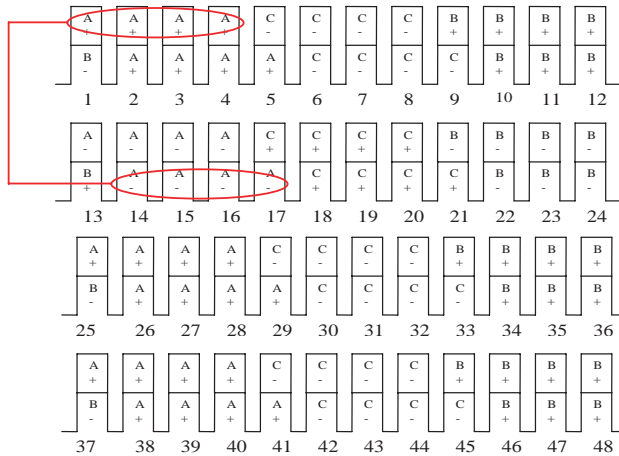 A A A A C C C C B B B B
+ + + + - - - - + + + +
B A A A A C C C C B B B
- + + + + - - - - + + +
1 2 3 4 5 6 7 8 9 10 11 12
A A A A C C C C B B B B
- - - - + + + + - - - -
B A A A A C C C C B B B
+ - - - - + + + + - - -
13 14 15 16 17 18 19 20 21 22 23 24
A A A A C C C C B B B B
+ + + + - - - - + + + +
B A A A A C C C C B B B
- + + + + - - - - + + +
25 26 27 28 29 30 31 32 33 34 35 36
A A A A C C C C B B B B
+ + + + - - - - + + + +
B A A A A C C C C B B B
- + + + + - - - - + + +
37 38 39 40 41 42 43 44 45 46 47 48